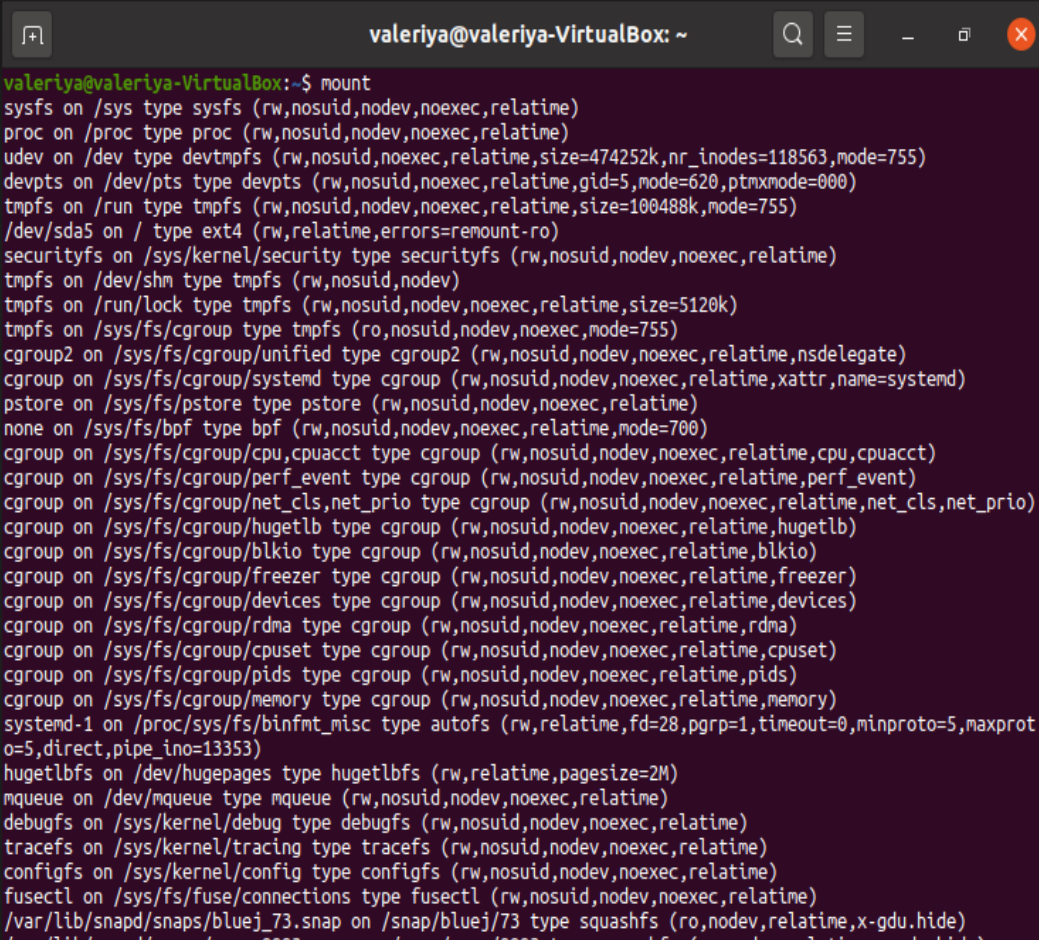 valeriya@valeriya-VirtualBox: ~
valeriya@valeriya-VirtualBox:~$ mount
sysfs on /sys type sysfs (rw,nosuid,nodev,noexec,relatime)
proc on /proc type proc (rw,nosuid,nodev,noexec,relatime)
udev on /dev type devtmpfs (rw,nosuid,noexec,relatime,size=474252k,nr_inodes=118563,mode=755)
devpts on /dev/pts type devpts (rw,nosuid,noexec,relatime,gid=5,mode=620,ptmxmode=000)
tmpfs on /run type tmpfs (rw,nosuid,nodev,noexec,relatime,size=100488k,mode=755)
/dev/sda5 on / type ext4 (rw,relatime,errors=remount-ro)
securityfs on /sys/kernel/security type securityfs (rw,nosuid,nodev,noexec,relatime)
tmpfs on /dev/shm type tmpfs (rw,nosuid,nodev)
tmpfs on /run/lock type tmpfs (rw,nosuid,nodev,noexec,relatime,size=5120k)
tmpfs on /sys/fs/cgroup type tmpfs (ro,nosuid,nodev,noexec,mode=755)
cgroup2 on /sys/fs/cgroup/unified type cgroup2 (rw,nosuid,nodev,noexec,relatime,nsdelegate)
cgroup on /sys/fs/cgroup/systemd type cgroup (rw,nosuid,nodev,noexec,relatime,xattr,name=systemd)
pstore on /sys/fs/pstore type pstore (rw,nosuid,nodev,noexec,relatime)
none on /sys/fs/bpf type bpf (rw,nosuid,nodev,noexec,relatime,mode=700)
cgroup on /sys/fs/cgroup/cpu,cpuacct type cgroup (rw,nosuid,nodev,noexec,relatime,cpu,cpuacct)
cgroup on /sys/fs/cgroup/perf_event type cgroup (rw,nosuid,nodev,noexec,relatime,perf_event)
cgroup on /sys/fs/cgroup/net_cls,net_prio type cgroup (rw,nosuid,nodev,noexec,relatime,net_cls,net_prio)
cgroup on /sys/fs/cgroup/hugetlb type cgroup (rw,nosuid,nodev,noexec,relatime,hugetlb)
cgroup on /sys/fs/cgroup/blkio type cgroup (rw,nosuid,nodev,noexec,relatime,blkio)
cgroup on /sys/fs/cgroup/freezer type cgroup (rw,nosuid,nodev,noexec,relatime,freezer)
cgroup on /sys/fs/cgroup/devices type cgroup (rw,nosuid,nodev,noexec,relatime,devices)
cgroup on /sys/fs/cgroup/rdma type cgroup (rw,nosuid,nodev,noexec,relatime,rdma)
cgroup on /sys/fs/cgroup/cpuset type cgroup (rw,nosuid,nodev,noexec,relatime,cpuset)
cgroup on /sys/fs/cgroup/pids type cgroup (rw,nosuid,nodev,noexec,relatime,pids)
cgroup on /sys/fs/cgroup/memory type cgroup (rw,nosuid,nodev,noexec,relatime,memory)
systemd-1 on /proc/sys/fs/binfmt_misc type autofs (rw,relatime,fd=28,pgrp=1,timeout=0,minproto=5,maxprot
o=5,direct,pipe_ino=13353)
hugetlbfs on /dev/hugepages type hugetlbfs (rw,relatime,pagesize=2M)
mqueue on /dev/mqueue type mqueue (rw,nosuid,nodev,noexec,relatime)
debugfs on /sys/kernel/debug type debugfs (rw,nosuid,nodev,noexec,relatime)
tracefs on /sys/kernel/tracing type tracefs (rw,nosuid,nodev,noexec,relatime)
configfs on /sys/kernel/config type configfs (rw,nosuid,nodev,noexec,relatime)
fusectl on /sys/fs/fuse/connections type fusectl (rw,nosuid,nodev,noexec,relatime)
/var/lib/snapd/snaps/bluej_73.snap on /snap/bluej/73 type squashfs (ro,nodev,relatime,x-gdu.hide)